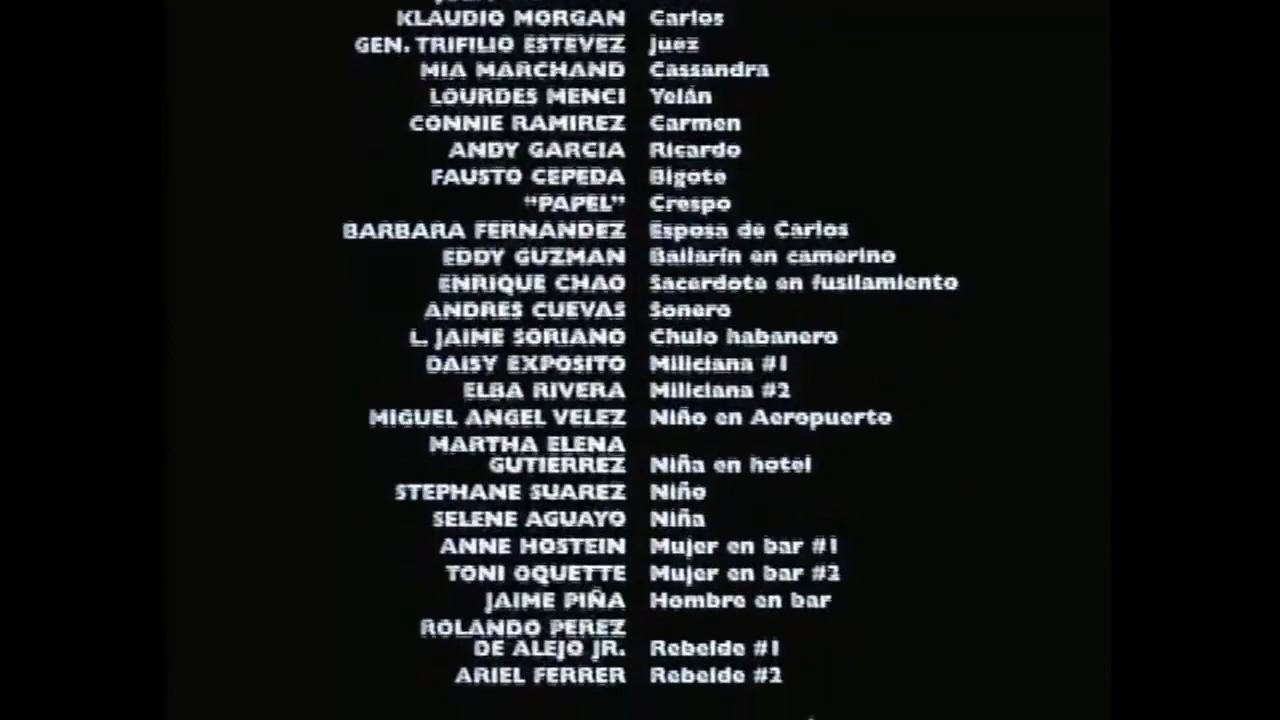 KLAUDIO MORGAN Carlos
GEN. TRIFILIO ESTEVEZ Juez
MIA MARCHAND Cassandra
LOURDES MENCI Yolán
CONNIE RAMIREZ Carmen
ANDY GARCIA Ricardo
FAUSTO CEPEDA Bigote
"PAPEL" Crespo
BARBARA FERNANDEZ Esposa de Carlos
EDDY GUZMAN Bailarín en camerino
ENRIQUE CHAO Sacerdote en fusilamiento
ANDRES CUEVAS Sonero
L. JAIME SORIANO Chulo habanero
DAISY EXPOSITO Miliciana #1
ELBA RIVERA Miliciana #2
MIGUEL ANGEL VELEZ Niño en Aeropuerto
MARTHA ELENA
GUTIERREZ Niña en hotel
STEPHANE SUAREZ Niño
SELENE AGUAYO Niña
ANNE HOSTEIN Mujer en bar #1
TONI OQUETTE Mujer en bar #2
JAIME PIÑA Hombre en bar
ROLANDO PEREZ
DE ALEJO JR. Rebelde #1
ARIEL FERRER Rebelde #2